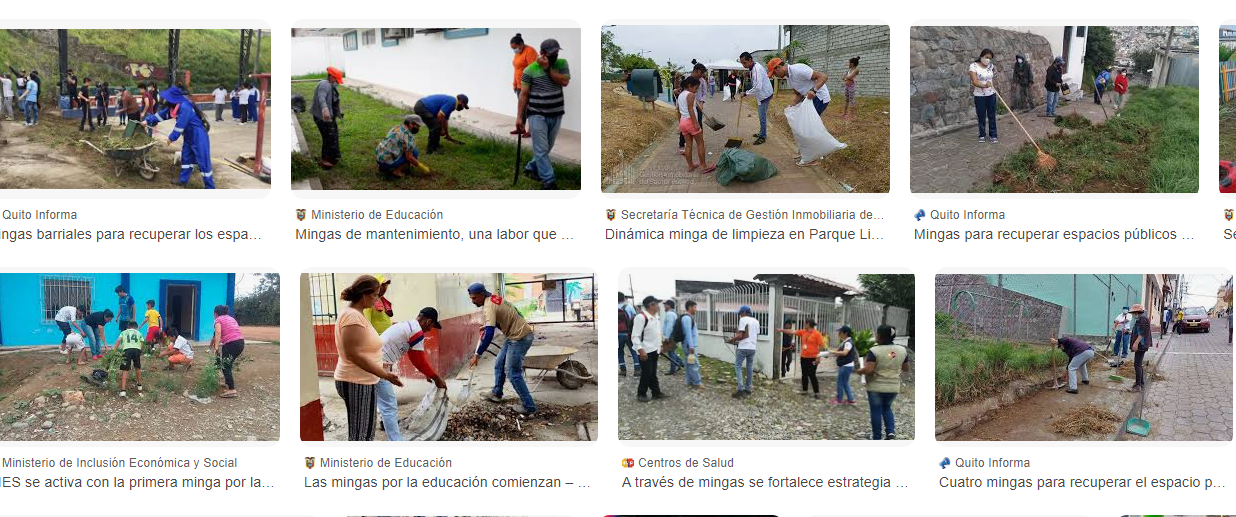 Quito Informa
Ministerio de Educación
Secretaría Técnica de Gestión Inmobiliaria de...
Quito Informa
ingas barriales para recuperar los espa...
Mingas de mantenimiento, una labor que ...
Dinámica minga de limpieza en Parque Li...
Mingas para recuperar espacios públicos ...
Se
14
Ministerio de Inclusión Económica y Social
Ministerio de Educación
Centros de Salud
Quito Informa
IES se activa con la primera minga por la...
Las mingas por la educación comienzan – ...
A través de mingas se fortalece estrategia ...
Cuatro mingas para recuperar el espacio p...